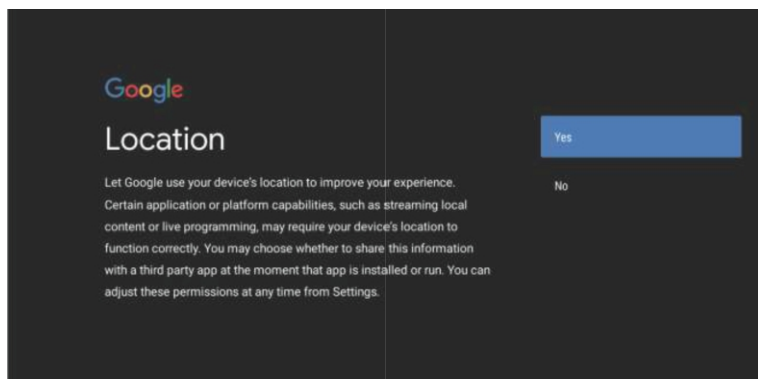 Google
Location
Let Google use your device's location to improve your experience.
Certain application or platform capabilities, such as streaming local
content or live programming, may require your device's location to
function correctly. You may choose whether to share this information
with a third party app at the moment that app is installed or run. You can
adjust these permissions at any time from Settings.
Yes
No